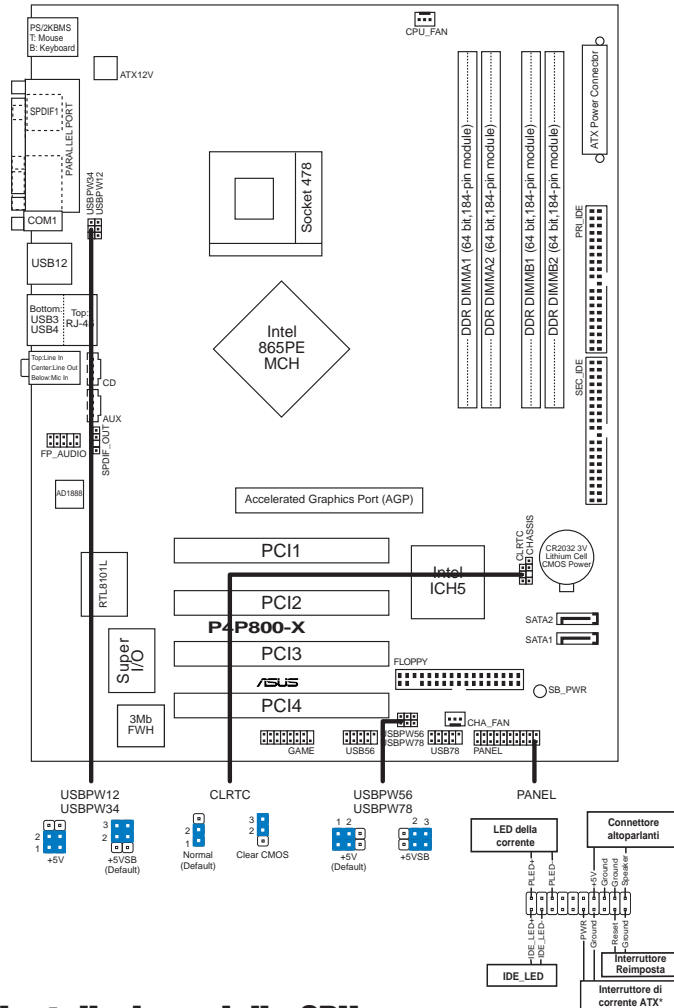 PS/2KBMS
T: Mouse
B: Keyboard
CPU_FAN
ATX12V
SPDIF1
PARALLEL PORT
COM1
USBPW34
USBPW12
USB12
Bottom:
USB3
USB4
Top:
RJ-45
Top:Line In
Center:Line Out
Below:Mic In
CD
AUX
SPDIF_OUT
FP_AUDIO
AD1888
Socket 478
Intel
865PE
MCH
DDR DIMMA1 (64 bit,184-pin module)
DDR DIMMA2 (64 bit,184-pin module)
DDR DIMMB1 (64 bit,184-pin module)
DDR DIMMB2 (64 bit,184-pin module)
ATX Power Connector
PRI_IDE
SEC_IDE
Accelerated Graphics Port (AGP)
PCI1
PCI2
P4P800-X
PCI3
ASUS
PCI4
RTL8101L
Super
I/O
3Mb
FWH
Intel
ICH5
CLRTC
CHASSIS
CR2032 3V
Lithium Cell
CMOS Power
SATA2
SATA1
FLOPPY
SB_PWR
GAME
USB56
USBPW56
USBPW78
CHA_FAN
USB78
PANEL
USBPW12
USBPW34
2
1
+5V
3
2
+5VSB
(Default)
CLRTC
2
1
Normal
(Default)
3
2
Clear CMOS
USBPW56
USBPW78
1 2
+5V
(Default)
2 3
+5VSB
PANEL
LED della
corrente
Connettore
altoparlanti
PLED+
PLED-
+5V
Ground
Ground
Speaker
IDE_LED+
IDE_LED-
PWR
Ground
Reset
Ground
IDE_LED
Interruttore
Reimposta
Interruttore di
corrente ATX*